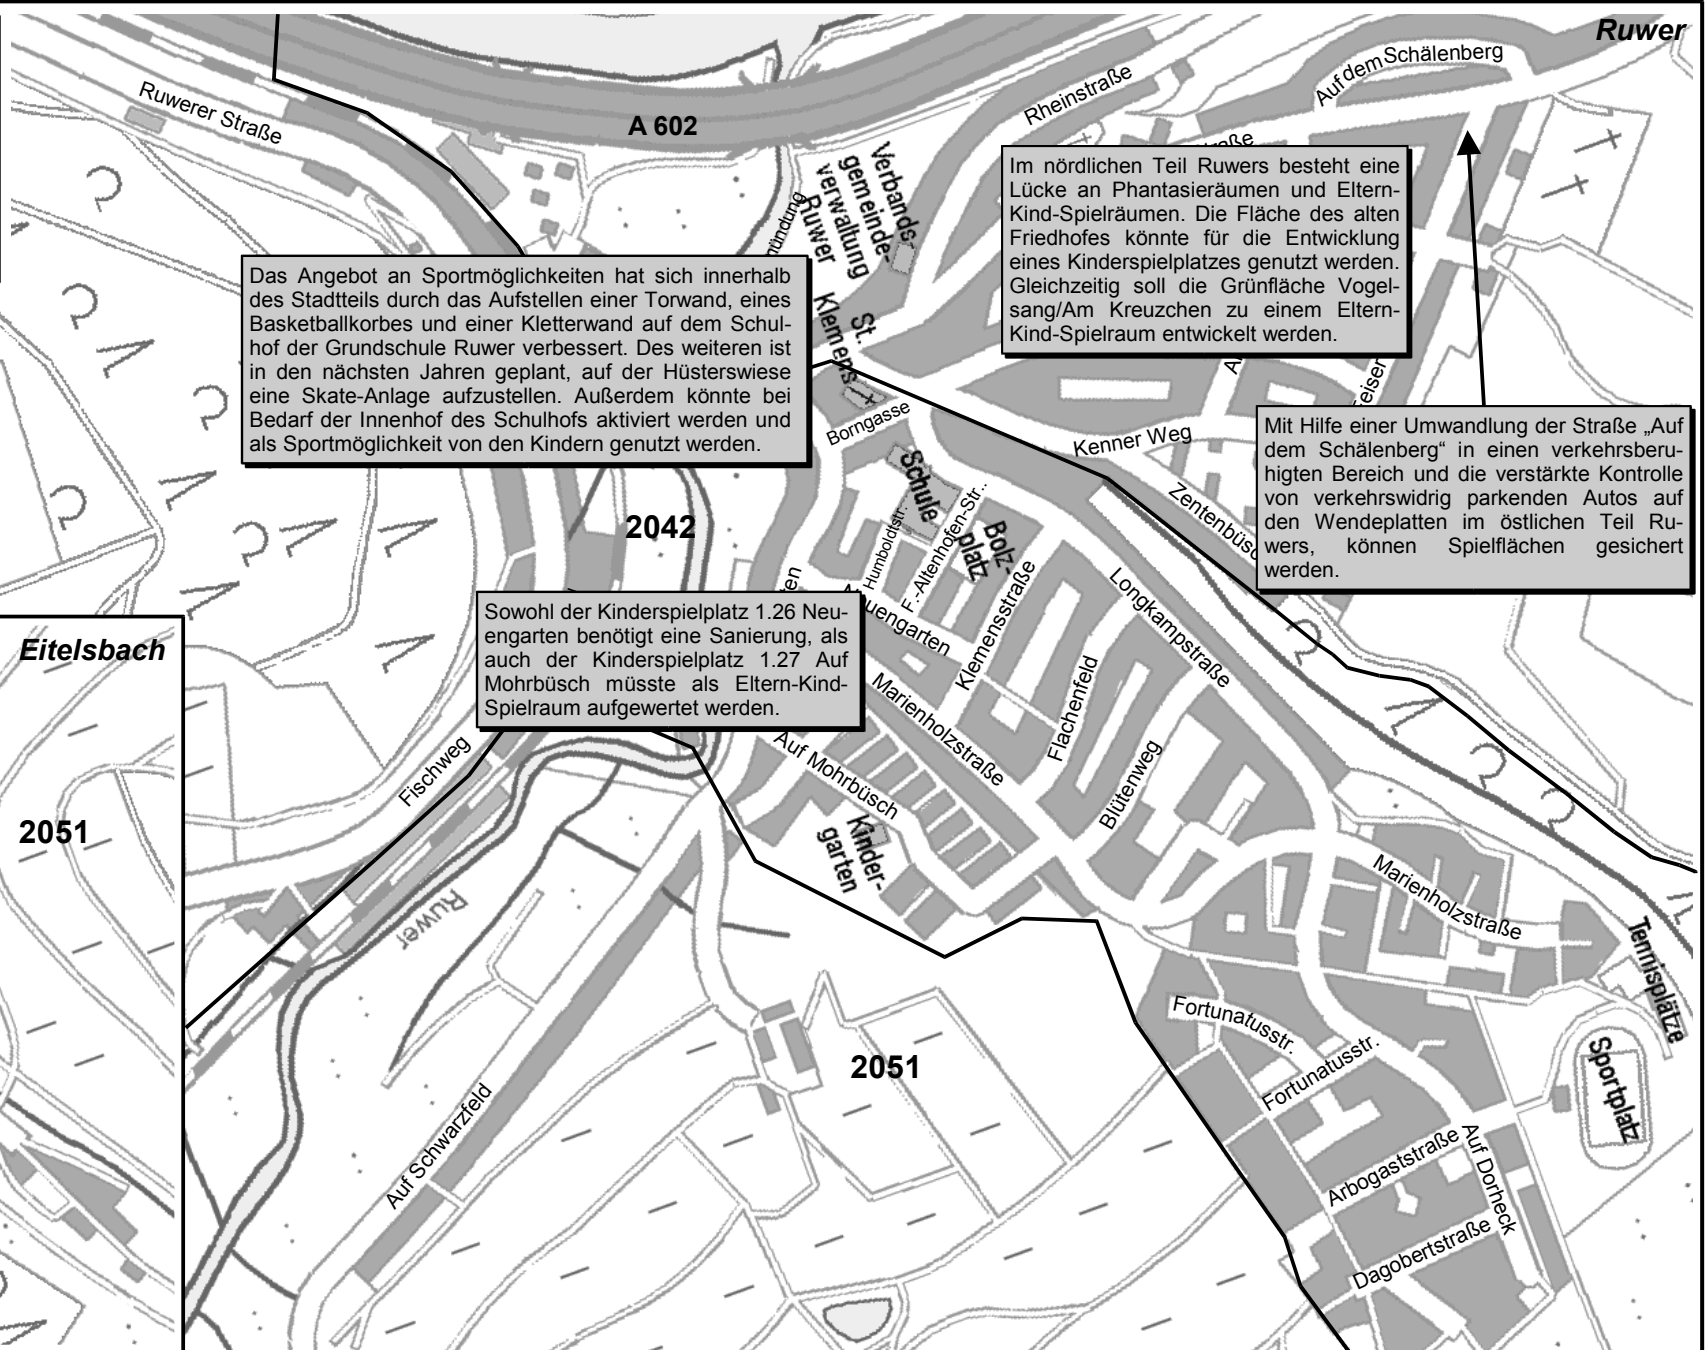 Ruwer
Auf dem Schälenberg
Rheinstraße
Ruwerer Straße
A 602
Verbands-
gemeinde-
verwaltung
Ruwer
Im nördlichen Teil Ruwers besteht eine
Lücke an Phantasieräumen und Eltern-
Kind-Spielräumen. Die Fläche des alten
Friedhofes könnte für die Entwicklung
eines Kinderspielplatzes genutzt werden.
Gleichzeitig soll die Grünfläche Vogel-
sang/Am Kreuzchen zu einem Eltern-
Kind-Spielraum entwickelt werden.
Das Angebot an Sportmöglichkeiten hat sich innerhalb
des Stadtteils durch das Aufstellen einer Torwand, eines
Basketballkorbes und einer Kletterwand auf dem Schul-
hof der Grundschule Ruwer verbessert. Des weiteren ist
in den nächsten Jahren geplant, auf der Hüsterswiese
eine Skate-Anlage aufzustellen. Außerdem könnte bei
Bedarf der Innenhof des Schulhofs aktiviert werden und
als Sportmöglichkeit von den Kindern genutzt werden.
St.
Klemens
Borngasse
Kenner Weg
Mit Hilfe einer Umwandlung der Straße „Auf
dem Schälenberg“ in einen verkehrsberu-
higten Bereich und die verstärkte Kontrolle
von verkehrswidrig parkenden Autos auf
den Wendeplatten im östlichen Teil Ru-
wers, können Spielflächen gesichert
werden.
Schule
Humboldtstr.
F.-Altenhofen-Str..
Bolz-
platz
2042
Klemensstraße
Longkampstraße
Sowohl der Kinderspielplatz 1.26 Neu-
engarten benötigt eine Sanierung, als
auch der Kinderspielplatz 1.27 Auf
Mohrbüsch müsste als Eltern-Kind-
Spielraum aufgewertet werden.
Eitelsbach
2051
Marienholzstraße
Flachenfeld
Blütenweg
Auf Mohrbüsch
Kinder-
garten
Fischweg
Ruwer
Marienholzstraße
Tennisplätze
Sportplatz
Fortunatusstr.
Fortunatusstr.
2051
Auf Schwarzfeld
Arbogaststraße
Auf Dorheck
Dagobertstraße